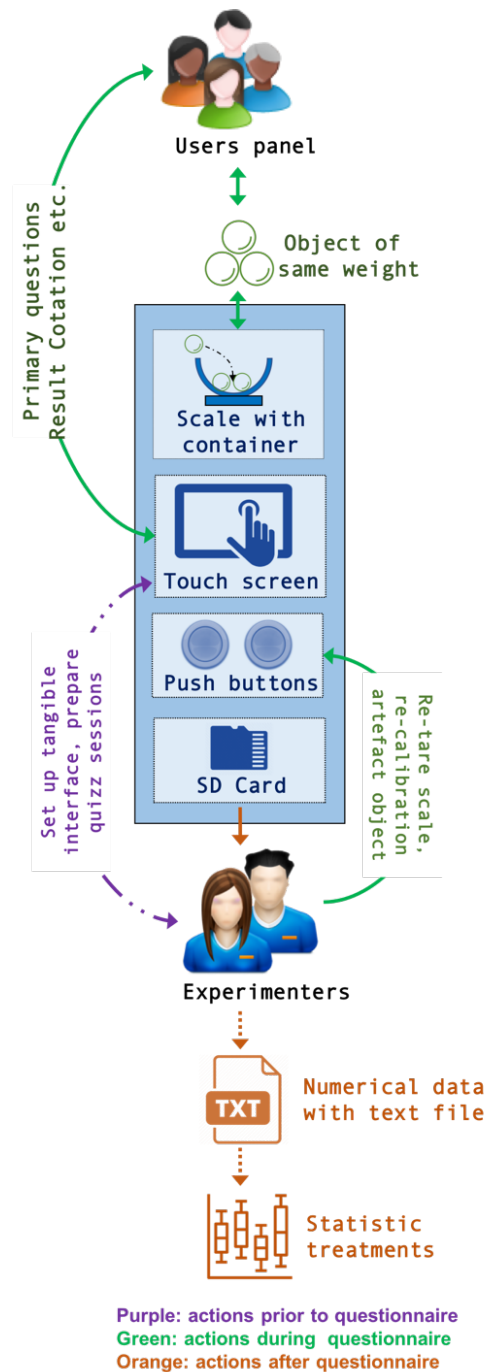 Users panel
Primary questions
Result Cotation etc.
Object of
same weight
Scale with
container
Touch screen
Push buttons
SD Card
Set up tangible
interface, prepare
quizz sessions
Re-tare scale,
re-calibration
artefact object
Experimenters
TXT
Numerical data
with text file
Statistic
treatments
Purple: actions prior to questionnaire
Green: actions during questionnaire
Orange: actions after questionnaire